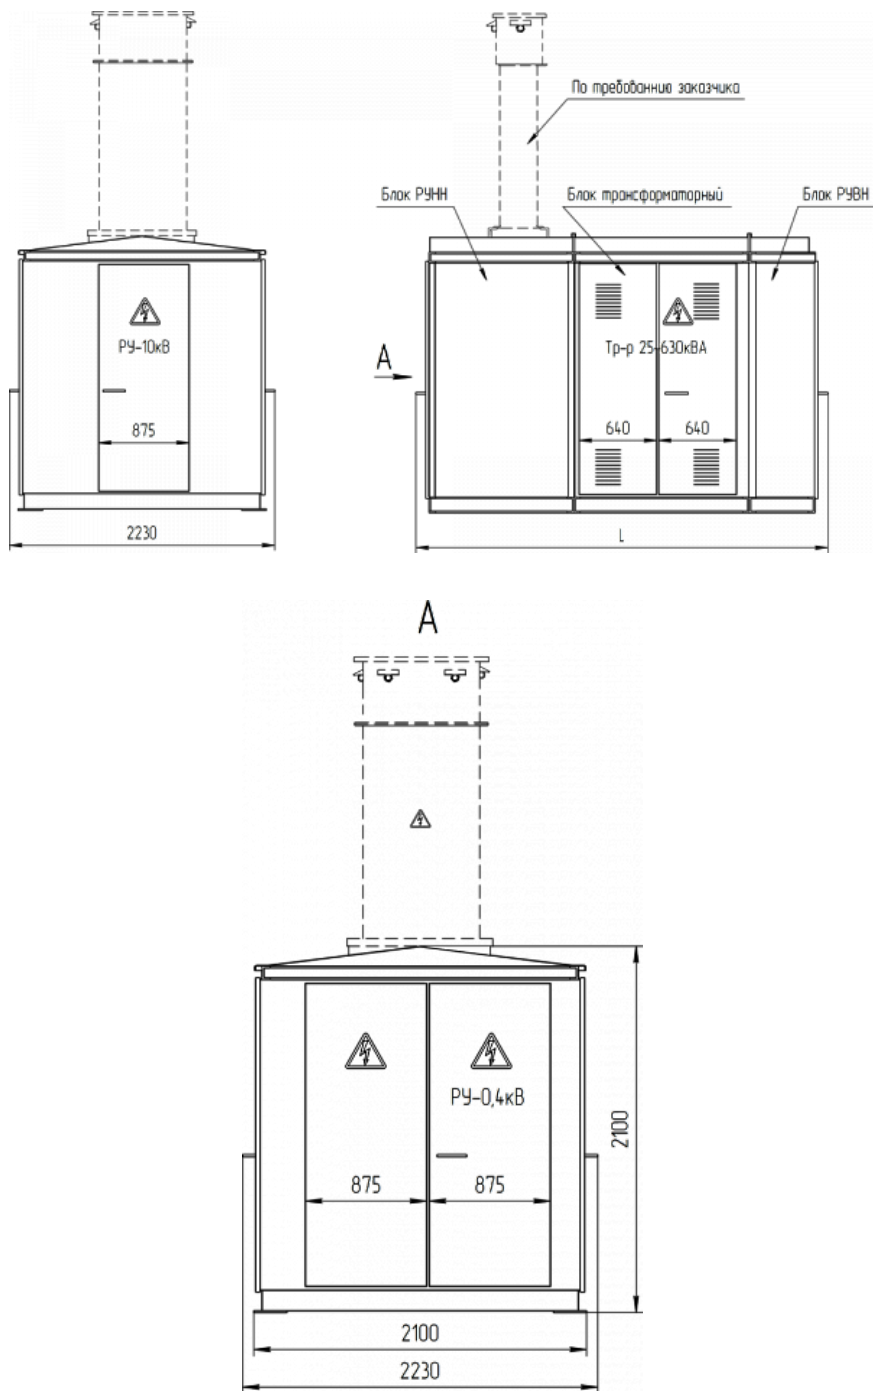 По требованию заказчика
Блок РУНН
Блок трансформаторный
Блок РУВН
РУ-10кВ
Тр-р 25-630кВА
А
875
640
640
2230
L
А
РУ-0,4кВ
875
875
2100
2100
2230